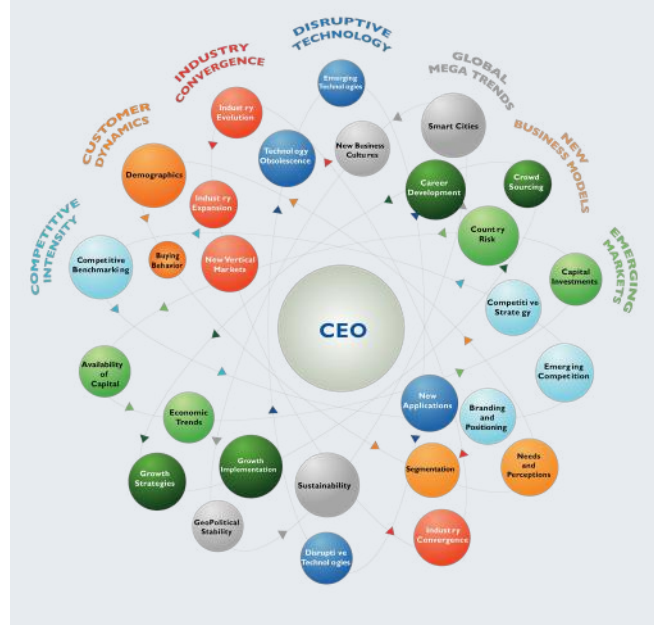 DISRUPTIVE
TECHNOLOGY
INDUSTRY
CONVERGENCE
GLOBAL
MEGA TRENDS
CUSTOMER
DYNAMICS
NEW
BUSINESS MODELS
COMPETITIVE
INTENSITY
EMERGING
MARKETS
Emerging
Technologies
Industry
Evolution
Smart Cities
Technology
Obsolescence
New Business
Cultures
Demographics
Career
Development
Crowd
Sourcing
Industry
Expansion
Country
Risk
Competitive
Benchmarking
Buying
Behavior
New Vertical
Markets
Capital
Investments
Competitive
Strategy
CEO
Availability
of
Capital
Emerging
Competition
Economic
Trends
New
Applications
Branding
and
Positioning
Growth
Strategies
Growth
Implementation
Sustainability
Segmentation
Needs
and
Perceptions
GeoPolitical
Stability
Industry
Convergence
Disruptive
Technologies